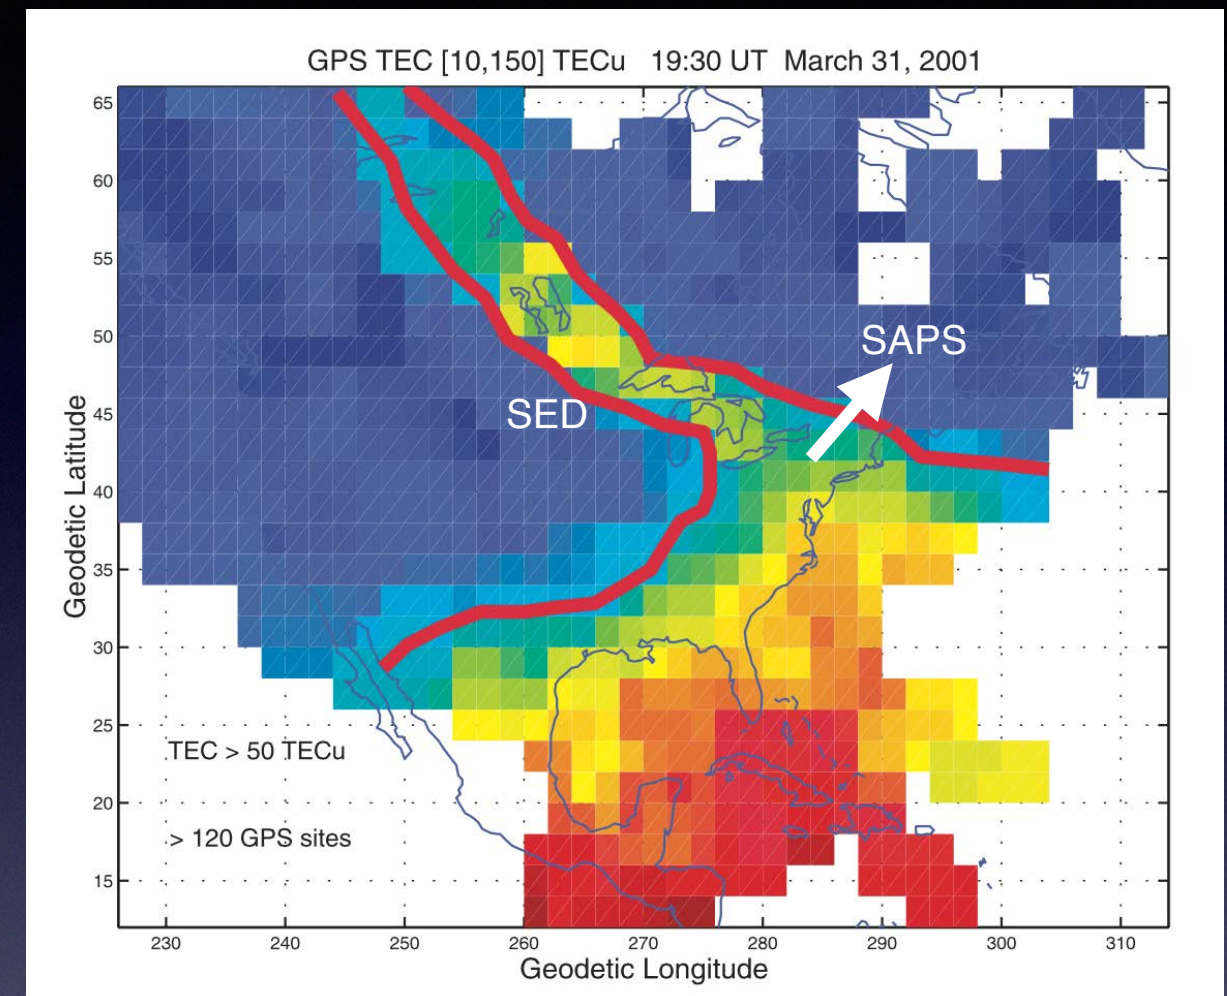 GPS TEC [10,150] TECu 19:30 UT March 31, 2001
65
60
55
50
45
40
35
30
25
20
15
Geodetic Latitude
SAPS
SED
TEC > 50 TECu
> 120 GPS sites
230 240 250 260 270 280 290 300 310
Geodetic Longitude